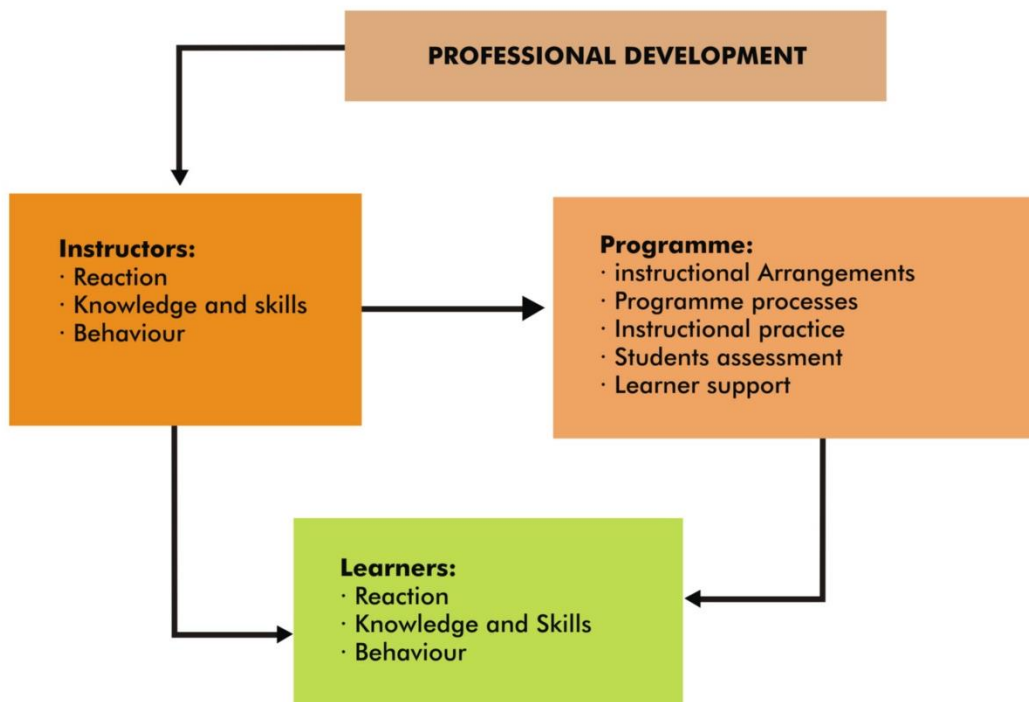 PROFESSIONAL DEVELOPMENT
Instructors:
· Reaction
· Knowledge and skills
· Behaviour
Programme:
· instructional Arrangements
· Programme processes
· Instructional practice
· Students assessment
· Learner support
Learners:
· Reaction
· Knowledge and Skills
· Behaviour